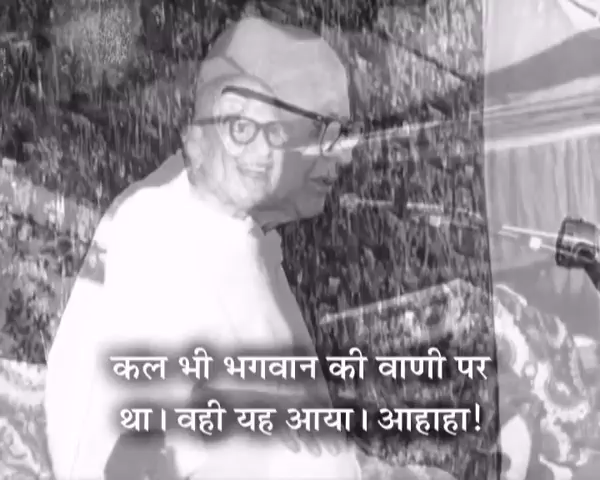 कल भी भगवान की वाणी पर
था। वही यह आया। आहाहा!